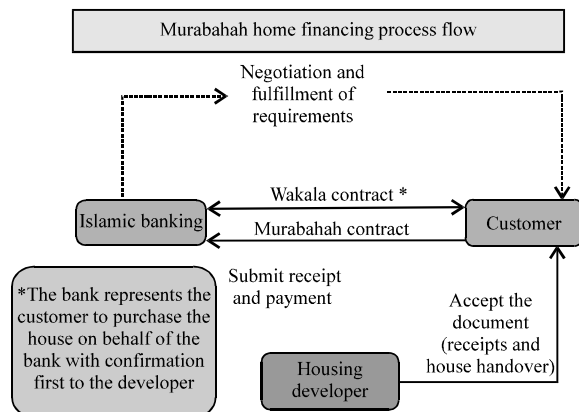 Murabahah home financing process flow
Negotiation and
fulfillment of
requirements
Wakala contract *
Islamic banking
Customer
Murabahah contract
Submit receipt
and payment
*The bank represents the
customer to purchase the
house on behalf of the
bank with confirmation
first to the developer
Accept the
document
(receipts and
house handover)
Housing
developer